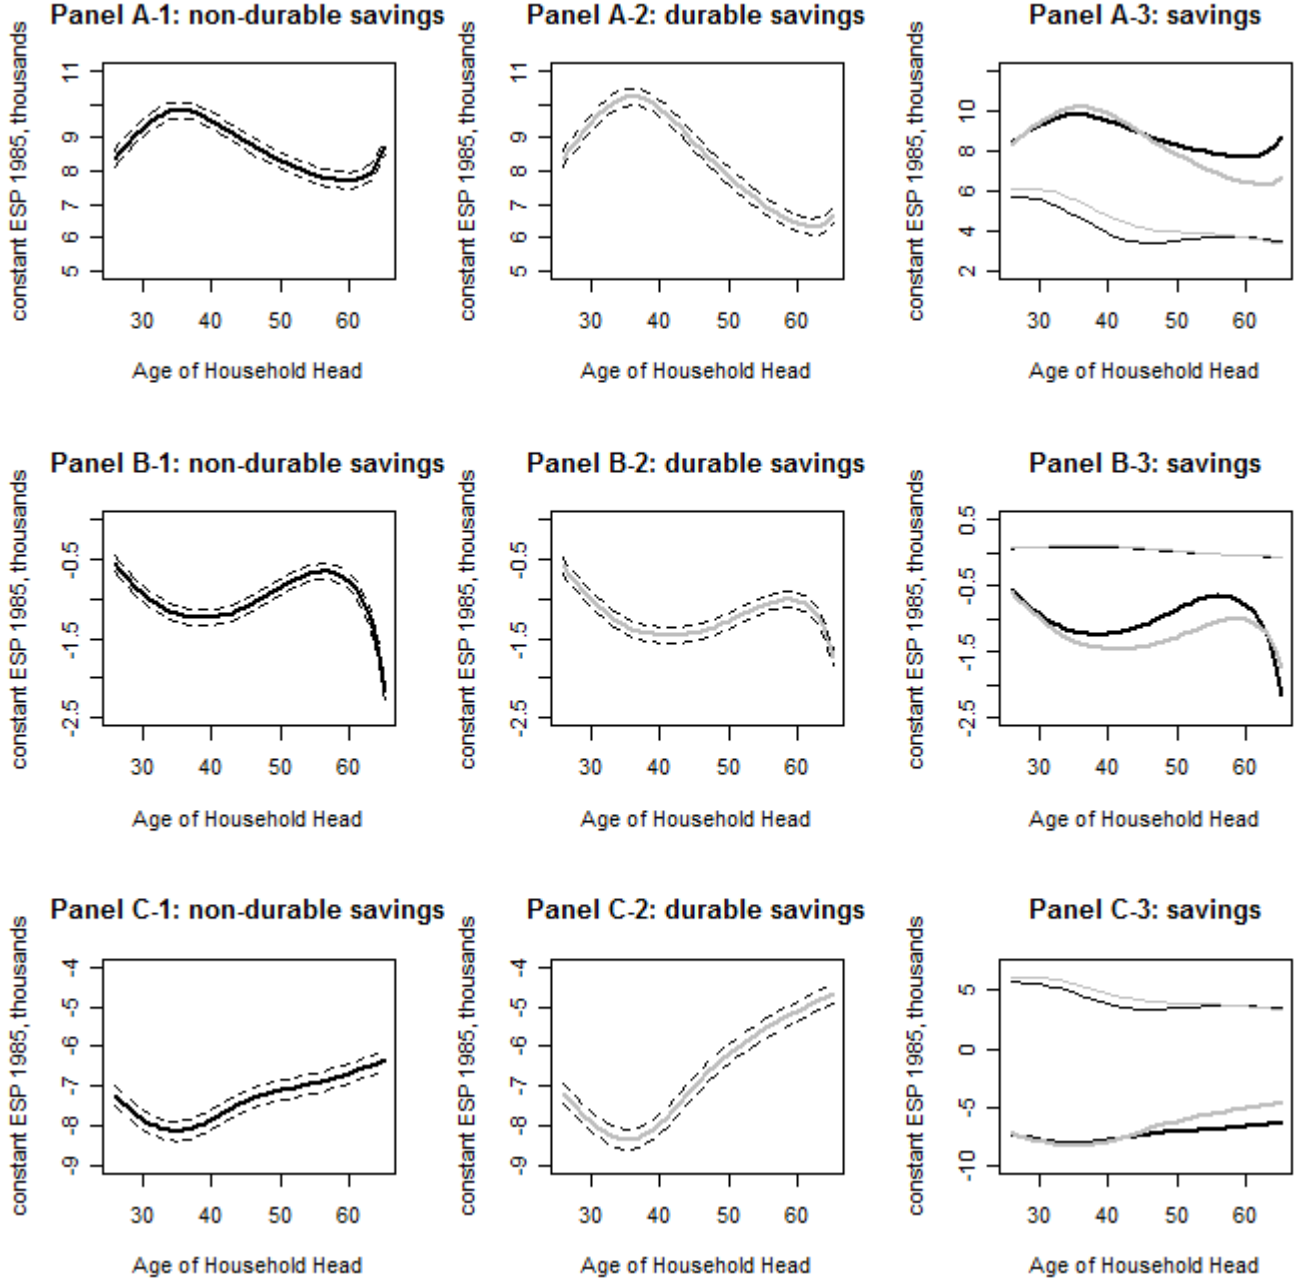 Panel A-1: non-durable savings
constant ESP 1985, thousands
11
9
8
7
6
5
30 40 50 60
Age of Household Head
Panel A-2: durable savings
constant ESP 1985, thousands
11
9
8
7
6
5
30 40 50 60
Age of Household Head
Panel A-3: savings
constant ESP 1985, thousands
10
8
6
4
2
30 40 50 60
Age of Household Head
Panel B-1: non-durable savings
constant ESP 1985, thousands
-0.5
-1.5
-2.5
30 40 50 60
Age of Household Head
Panel B-2: durable savings
constant ESP 1985, thousands
-0.5
-1.5
-2.5
30 40 50 60
Age of Household Head
Panel B-3: savings
constant ESP 1985, thousands
0.5
-0.5
-1.5
-2.5
30 40 50 60
Age of Household Head
Panel C-1: non-durable savings
constant ESP 1985, thousands
-4
-5
-6
-7
-8
-9
30 40 50 60
Age of Household Head
Panel C-2: durable savings
constant ESP 1985, thousands
-4
-5
-6
-7
-8
-9
30 40 50 60
Age of Household Head
Panel C-3: savings
constant ESP 1985, thousands
5
0
-5
-10
30 40 50 60
Age of Household Head